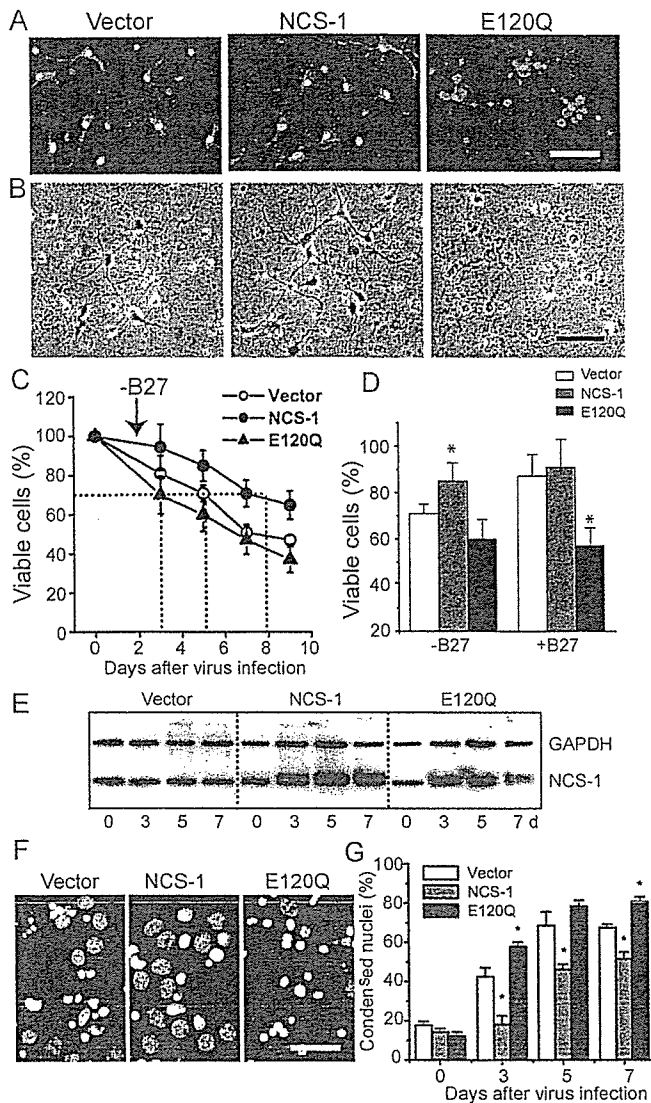 A
Vector
NCS-1
E120Q
B
C
-B27
Vector
NCS-1
E120Q
Viable cells (%)
120
100
80
60
40
20
0
0 2 4 6 8 10
Days after virus infection
D
Vector
NCS-1
E120Q
Viable cells (%)
100
80
60
40
20
*
*
-B27 +B27
E
Vector NCS-1 E120Q
GAPDH
NCS-1
0 3 5 7 0 3 5 7 0 3 5 7 d
F
Vector NCS-1 E120Q
G
Vector
NCS-1
E120Q
Condensed nuclei (%)
100
80
60
40
20
0
* * * * *
0 3 5 7
Days after virus infection